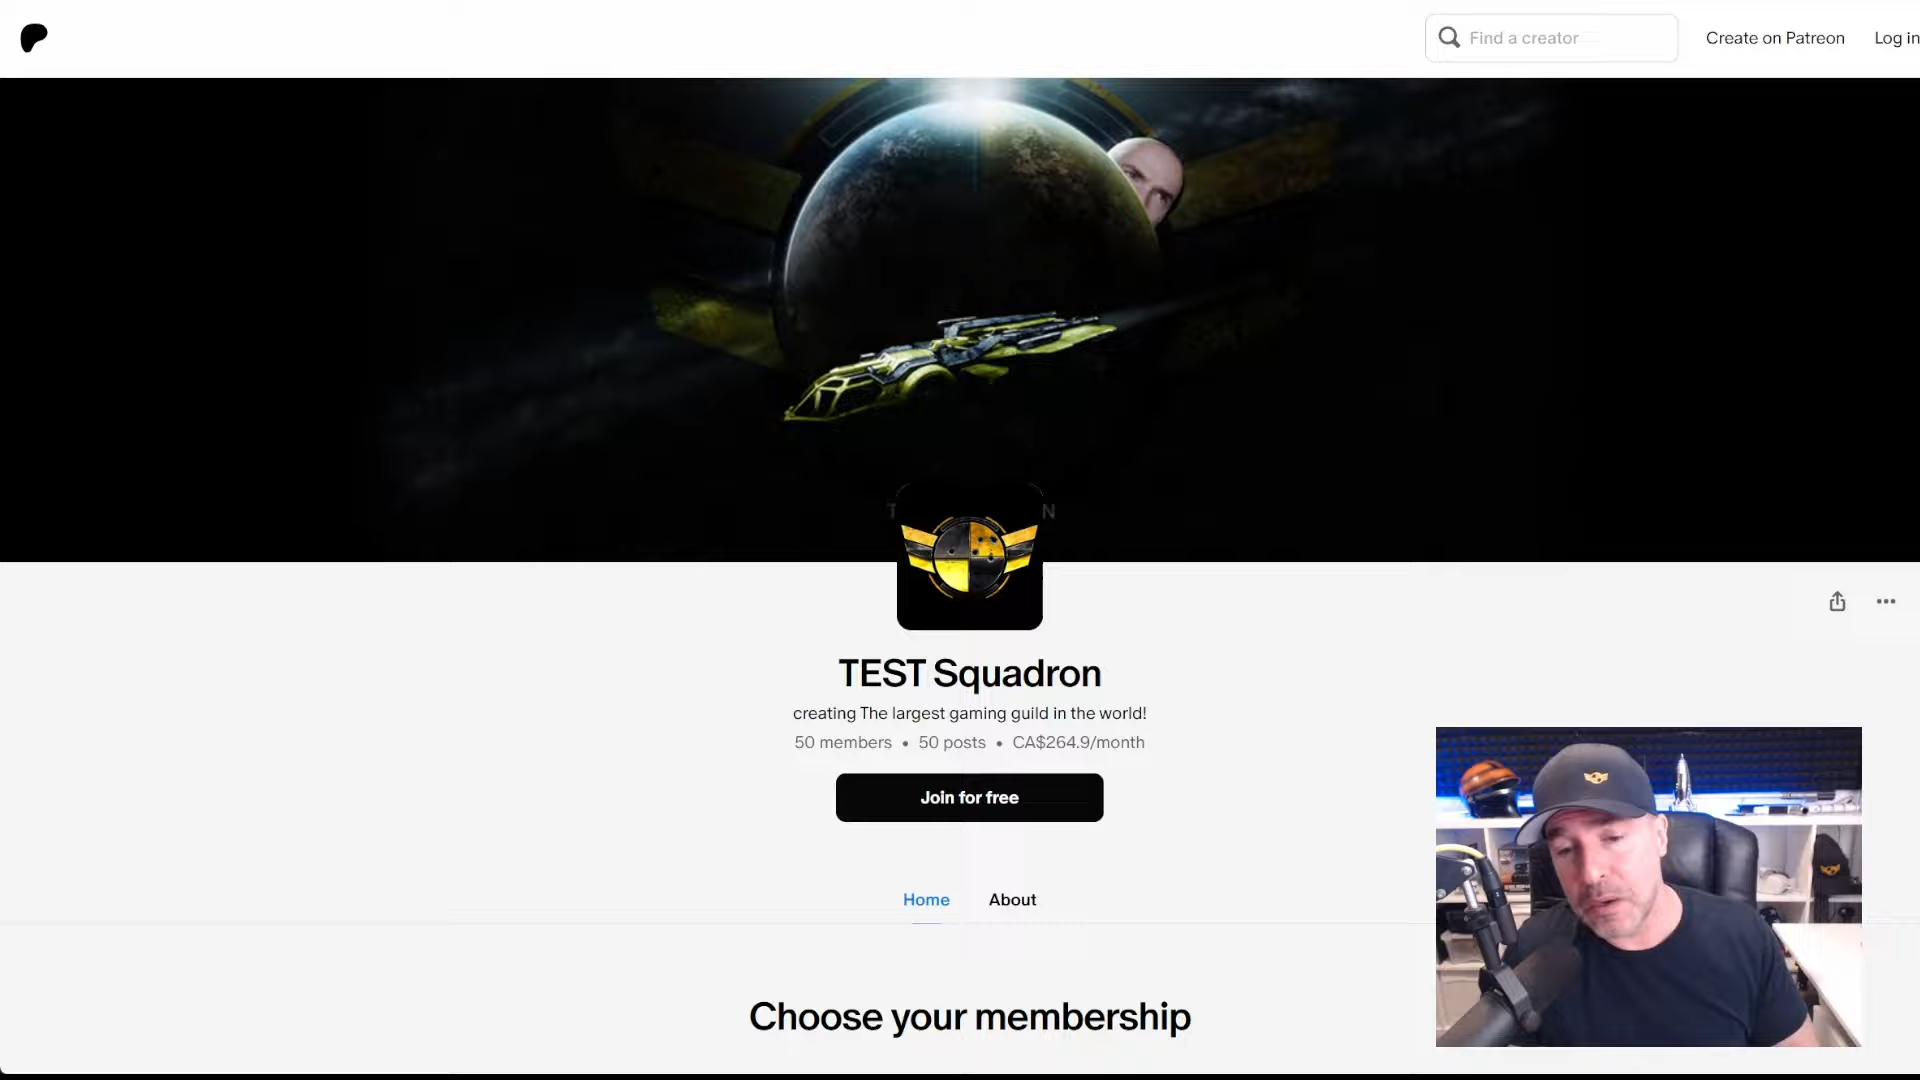 Find a creator
Create on Patreon
Log in
T
N
TEST Squadron
creating The largest gaming guild in the world!
50 members • 50 posts • CA$264.9/month
Join for free
Home
About
Choose your membership